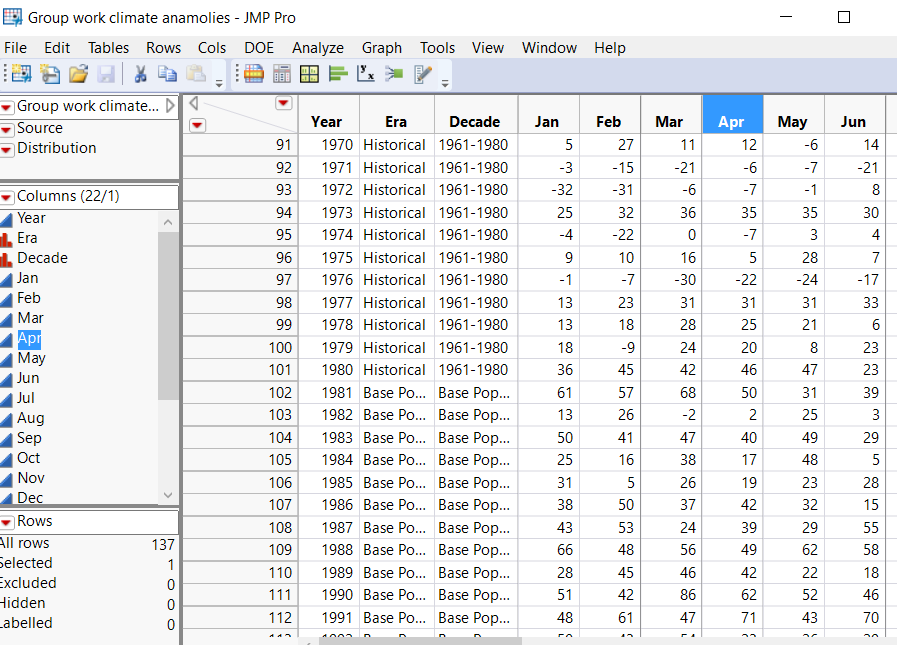 Group work climate anamolies - JMP Pro
File Edit Tables Rows Cols DOE Analyze Graph Tools View Window Help
Group work climate...
Source
Distribution
Columns (22/1)
Year
Era
Decade
Jan
Feb
Mar
Apr
May
Jun
Jul
Aug
Sep
Oct
Nov
Dec
Rows
All rows 137
Selected 1
Excluded 0
Hidden 0
Labelled 0
Year Era Decade Jan Feb Mar Apr May Jun
91 1970 Historical 1961-1980 5 27 11 12 -6 14
92 1971 Historical 1961-1980 -3 -15 -21 -6 -7 -21
93 1972 Historical 1961-1980 -32 -31 -6 -7 -1 8
94 1973 Historical 1961-1980 25 32 36 35 35 30
95 1974 Historical 1961-1980 -4 -22 0 -7 3 4
96 1975 Historical 1961-1980 9 10 16 5 28 7
97 1976 Historical 1961-1980 -1 -7 -30 -22 -24 -17
98 1977 Historical 1961-1980 13 23 31 31 31 33
99 1978 Historical 1961-1980 13 18 28 25 21 6
100 1979 Historical 1961-1980 18 -9 24 20 8 23
101 1980 Historical 1961-1980 36 45 42 46 47 23
102 1981 Base Po... Base Pop... 61 57 68 50 31 39
103 1982 Base Po... Base Pop... 13 26 -2 2 25 3
104 1983 Base Po... Base Pop... 50 41 47 40 49 29
105 1984 Base Po... Base Pop... 25 16 38 17 48 5
106 1985 Base Po... Base Pop... 31 5 26 19 23 28
107 1986 Base Po... Base Pop... 38 50 37 42 32 15
108 1987 Base Po... Base Pop... 43 53 24 39 29 55
109 1988 Base Po... Base Pop... 66 48 56 49 62 58
110 1989 Base Po... Base Pop... 28 45 46 42 22 18
111 1990 Base Po... Base Pop... 51 42 86 62 52 46
112 1991 Base Po... Base Pop... 48 61 47 71 43 70